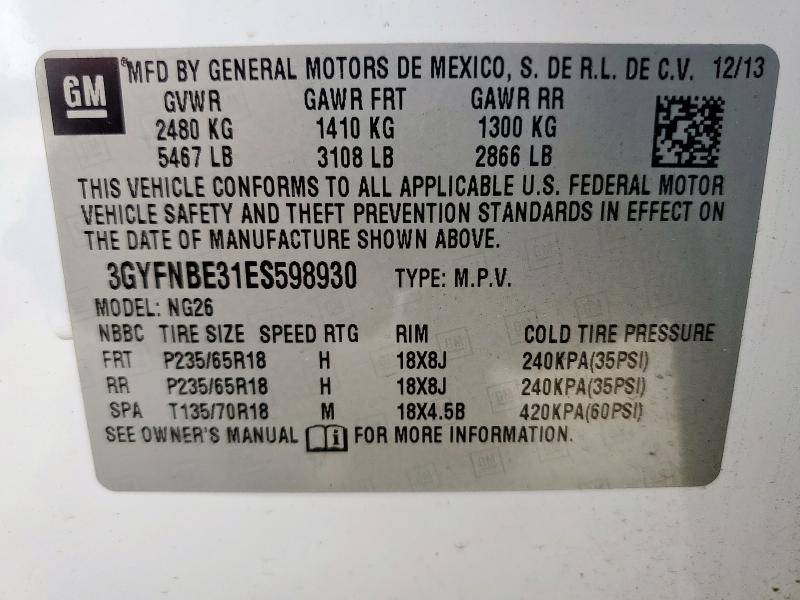 GM
®MFD BY GENERAL MOTORS DE MEXICO, S. DE R.L. DE C.V. 12/13
GVWR GAWR FRT GAWR RR
2480 KG 1410 KG 1300 KG
5467 LB 3108 LB 2866 LB
THIS VEHICLE CONFORMS TO ALL APPLICABLE U.S. FEDERAL MOTOR
VEHICLE SAFETY AND THEFT PREVENTION STANDARDS IN EFFECT ON
THE DATE OF MANUFACTURE SHOWN ABOVE.
3GYFNBE31ES598930 TYPE: M.P.V.
MODEL: NG26
NBBC TIRE SIZE SPEED RTG RIM COLD TIRE PRESSURE
FRT P235/65R18 H 18X8J 240KPA(35PSI)
RR P235/65R18 H 18X8J 240KPA(35PSI)
SPA T135/70R18 M 18X4.5B 420KPA(60PSI)
SEE OWNER'S MANUAL FOR MORE INFORMATION.